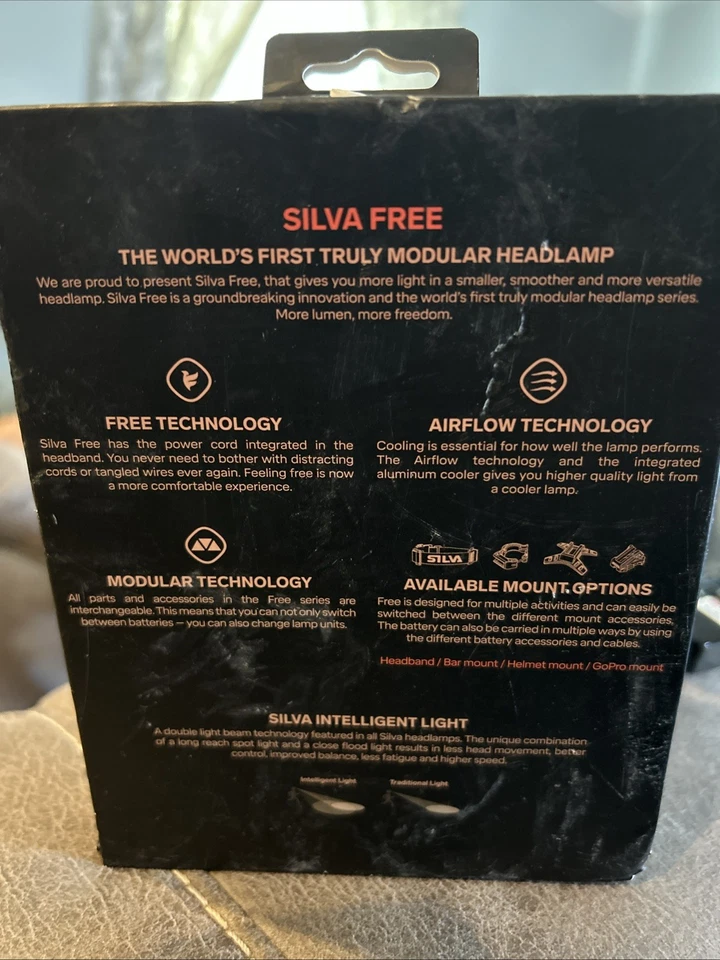 SILVA FREE
THE WORLD'S FIRST TRULY MODULAR HEADLAMP
We are proud to present Silva Free, that gives you more light in a smaller, smoother and more versatile
headlamp. Silva Free is a groundbreaking innovation and the world's first truly modular headlamp series.
More lumen, more freedom.
FREE TECHNOLOGY
Silva Free has the power cord integrated in the
headband. You never need to bother with distracting
cords or tangled wires ever again. Feeling free is now
a more comfortable experience.
AIRFLOW TECHNOLOGY
Cooling is essential for how well the lamp performs.
The Airflow technology and the integrated
aluminum cooler gives you higher quality light from
a cooler lamp.
MODULAR TECHNOLOGY
All parts and accessories in the Free series are
interchangeable. This means that you can not only switch
between batteries – you can also change lamp units.
SILVA
AVAILABLE MOUNT OPTIONS
Free is designed for multiple activities and can easily be
switched between the different mount accessories.
The battery can also be carried in multiple ways by using
the different battery accessories and cables.
Headband / Bar mount / Helmet mount / GoPro mount
SILVA INTELLIGENT LIGHT
A double light beam technology featured in all Silva headlamps. The unique combination
of a long reach spot light and a close flood light results in less head movement, better
control, improved balance, less fatigue and higher speed.
Intelligent Light
Traditional Light